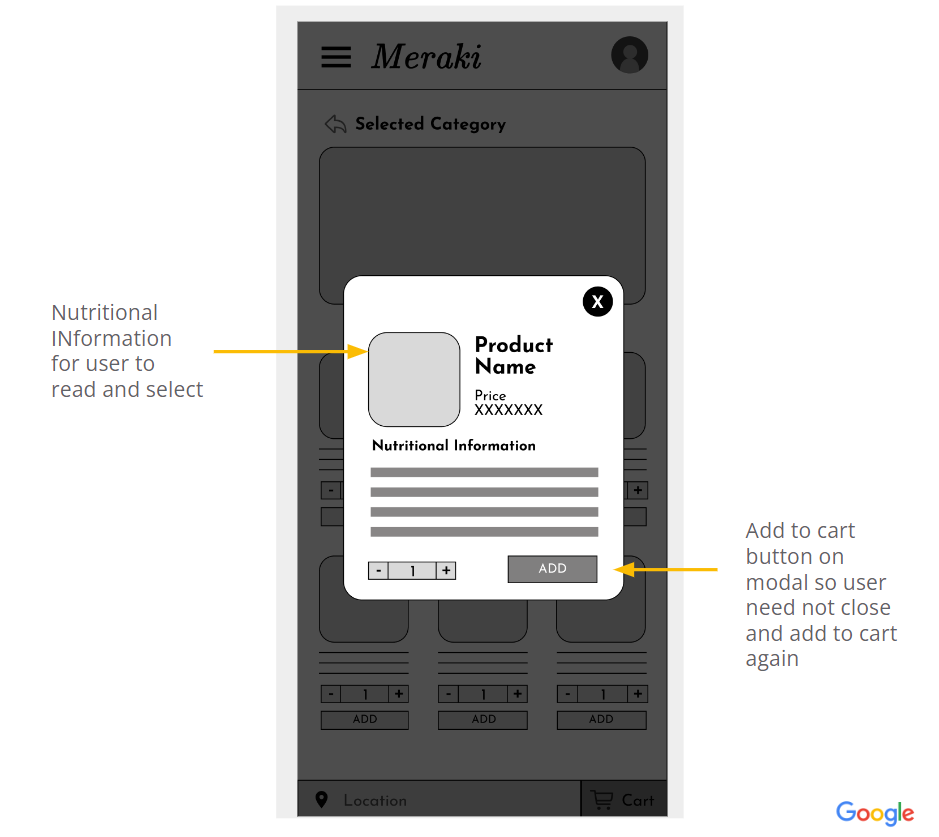 Meraki
Selected Category
Nutritional
INformation
for user to
read and select
X
Product
Name
Price
XXXXXXX
Nutritional Information
- 1 +
ADD
- +
- +
Add to cart
button on
modal so user
need not close
and add to cart
again
- 1 + - 1 + - 1 +
ADD ADD ADD
Location Cart
Google